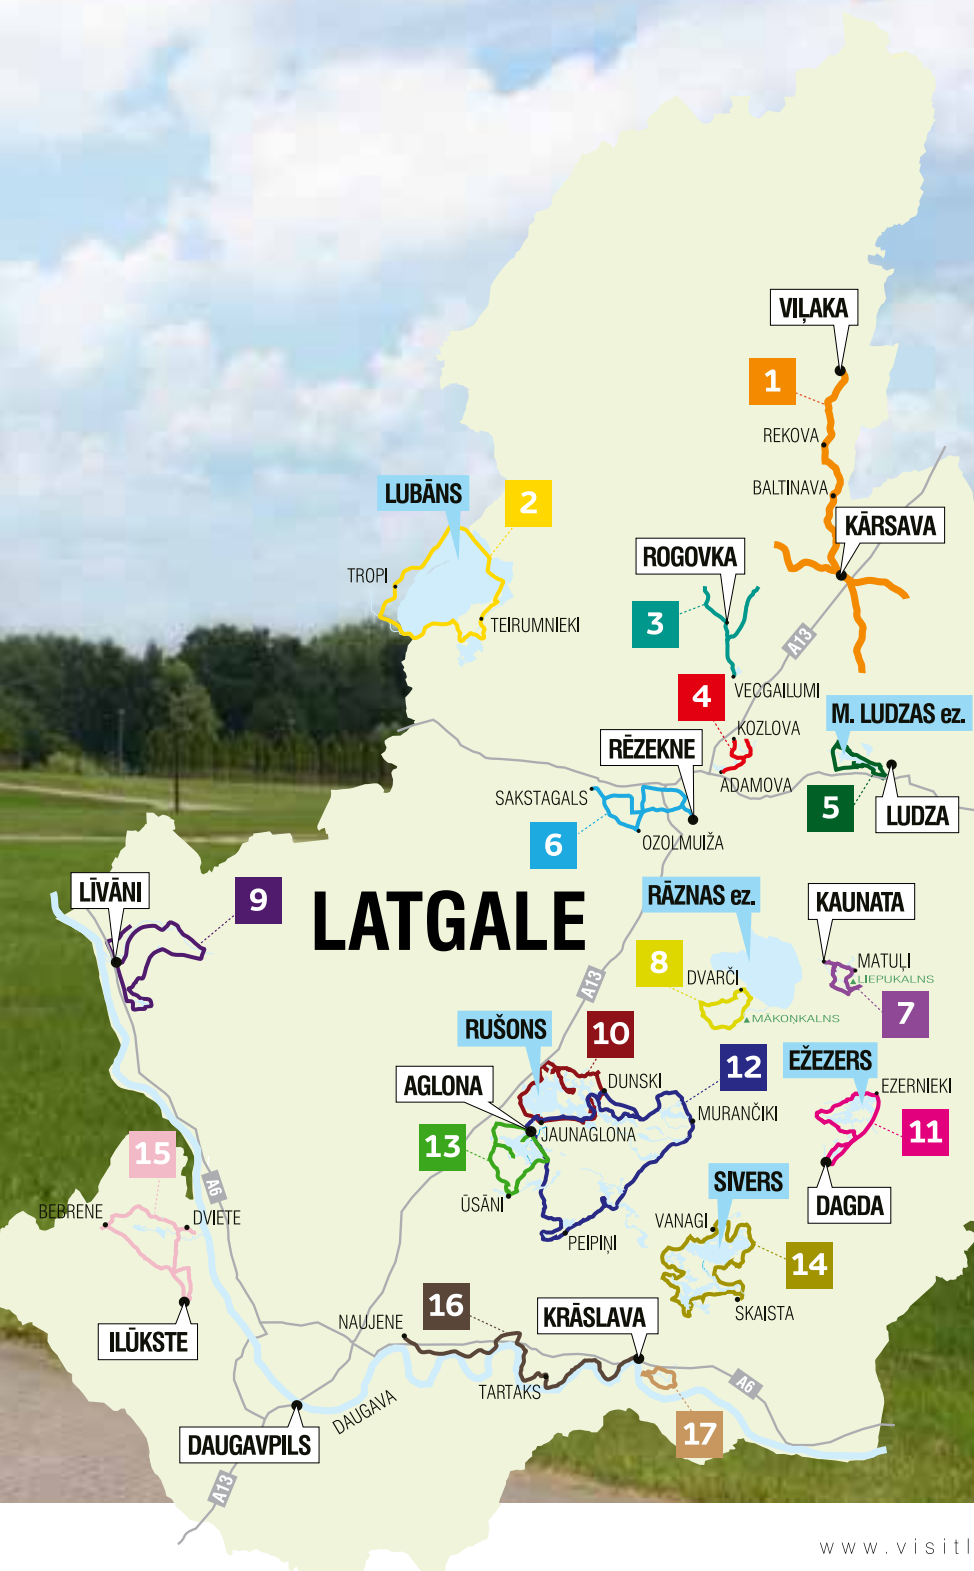 VIĻAKA
1
REKOVA
BALTINAVA
LUBĀNS
2
KĀRSAVA
ROGOVKA
TROPI
3
TEIRUMNIEKI
A13
4
VECGAILUMI
M. LUDZAS ez.
KOZLOVA
RĒZEKNE
ADAMOVA
SAKSTAGALS
5
LUDZA
6
OZOLMUIŽA
LĪVĀNI
9
LATGALE
RĀZNAS ez.
KAUNATA
8
DVARČI
MATUĻI
LIEPUKALNS
A13
7
MĀKOŅKALNS
RUŠONS
10
12
EŽEZERS
AGLONA
DUNSKI
EZERNIEKI
MURANČIKI
11
13
JAUNAGLONA
15
A6
SIVERS
ŪSĀNI
DAGDA
BEBRENE
DVIETE
VANAGI
PEIPIŅI
14
16
SKAISTA
NAUJENE
KRĀSLAVA
ILŪKSTE
A6
TARTAKS
DAUGAVA
17
DAUGAVPILS
A13
www.visitl